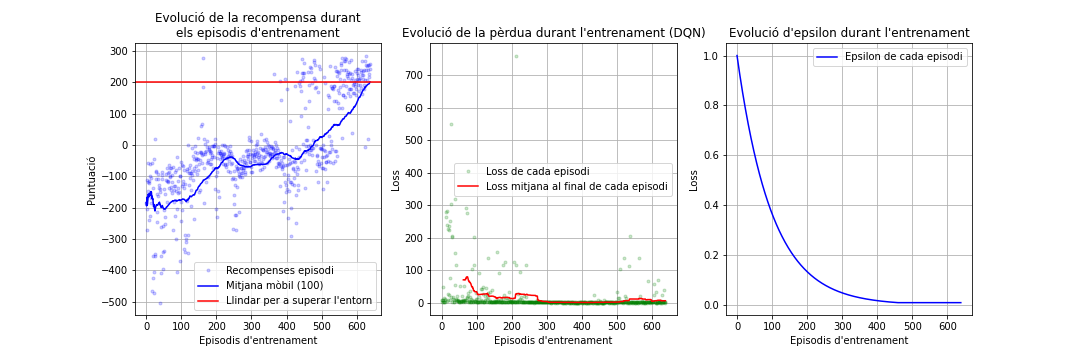 Evolució de la recompensa durant
els episodis d'entrenament
300
200
100
0
−100
−200
−300
−400
−500
Puntuació
Recompenses episodi
Mitjana mòbil (100)
Llindar per a superar l'entorn
0 100 200 300 400 500 600
Episodis d'entrenament
Evolució de la pèrdua durant l'entrenament (DQN)
700
600
500
400
300
200
100
0
Loss
Loss de cada episodi
Loss mitjana al final de cada episodi
0 100 200 300 400 500 600
Episodis d'entrenament
Evolució d'epsilon durant l'entrenament
1.0
0.8
0.6
0.4
0.2
0.0
Loss
Epsilon de cada episodi
0 100 200 300 400 500 600
Episodis d'entrenament